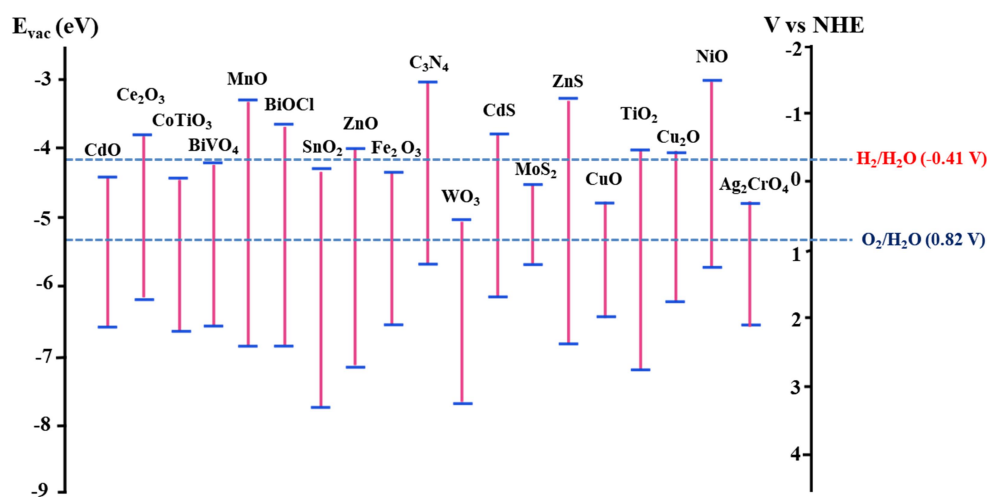 E_vac (eV)
V vs NHE
-3
-4
-5
-6
-7
-8
-9
CdO
Ce₂O₃
CoTiO₃
BiVO₄
MnO
BiOCl
SnO₂
ZnO
Fe₂ O₃
C₃N₄
WO₃
CdS
MoS₂
ZnS
CuO
TiO₂
Cu₂O
NiO
Ag₂CrO₄
-2
-1
0
1
2
3
4
H₂/H₂O (-0.41 V)
O₂/H₂O (0.82 V)